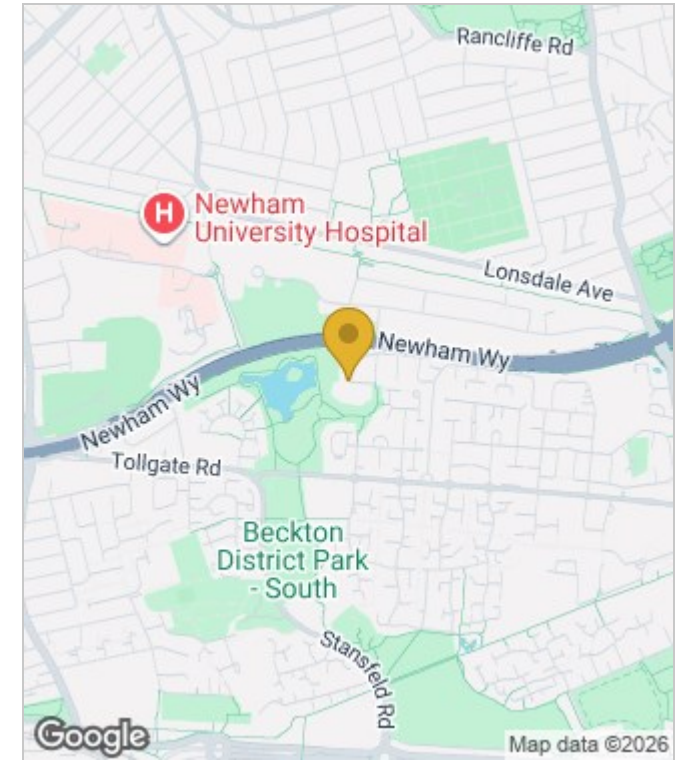 Rancliffe Rd
H
Newham
University Hospital
Lonsdale Ave
Newham Wy
Newham Wy
Tollgate Rd
Beckton
District Park
- South
Stansfeld Rd
Google
Map data ©2026